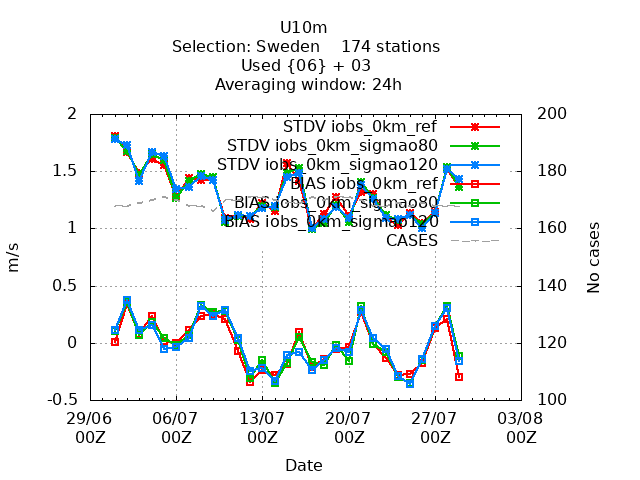 U10m
Selection: Sweden    174 stations
Used {06} + 03
Averaging window: 24h
STDV iobs_0km_ref
STDV iobs_0km_sigmao80
STDV iobs_0km_sigmao120
BIAS iobs_0km_ref
BIAS iobs_0km_sigmao80
BIAS iobs_0km_sigmao120
CASES
2
1.5
1
0.5
0
-0.5
m/s
200
180
160
140
120
100
No cases
29/06 06/07 13/07 20/07 27/07 03/08
00Z 00Z 00Z 00Z 00Z 00Z
Date